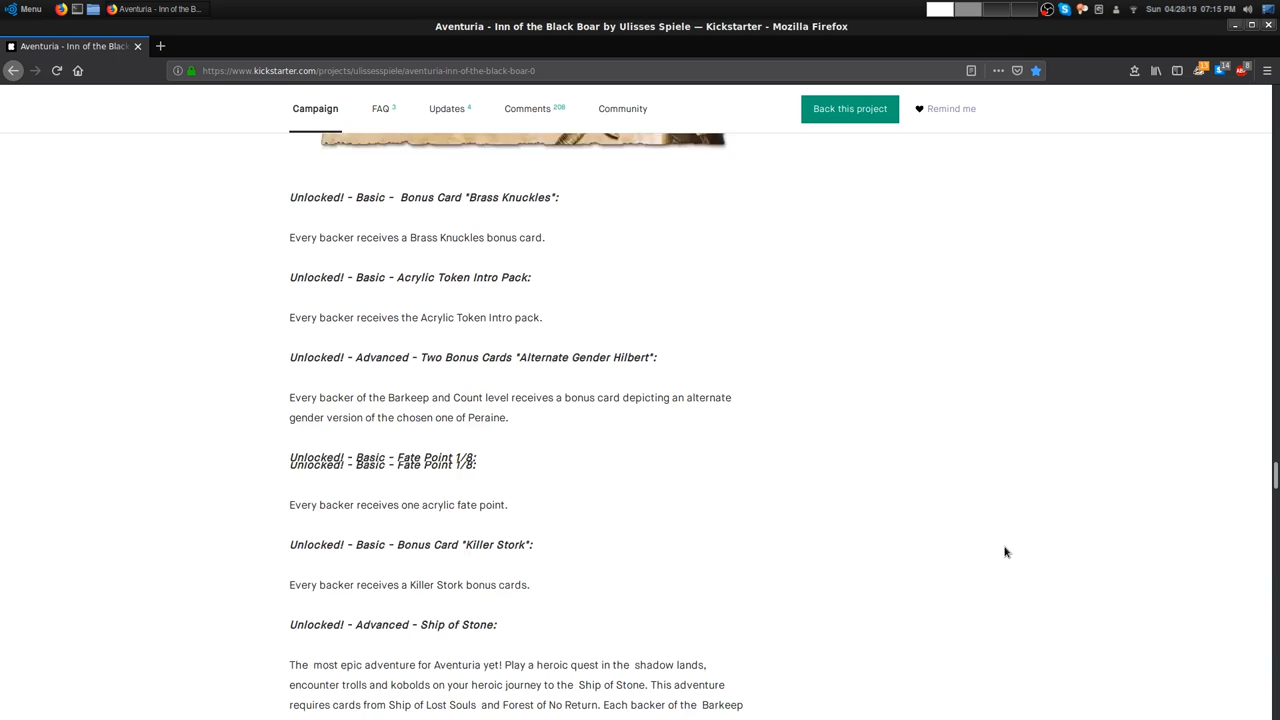 Menu
Aventuria - Inn of the B...
Sun 04/28/19 07:15 PM
Aventuria - Inn of the Black Boar by Ulisses Spiele — Kickstarter - Mozilla Firefox
Aventuria - Inn of the Black
https://www.kickstarter.com/projects/ulissesspiele/aventuria-inn-of-the-black-boar-0
13
14
8
Campaign
FAQ 3
Updates 4
Comments 208
Community
Back this project
Remind me
Unlocked! - Basic - Bonus Card "Brass Knuckles":
Every backer receives a Brass Knuckles bonus card.
Unlocked! - Basic - Acrylic Token Intro Pack:
Every backer receives the Acrylic Token Intro pack.
Unlocked! - Advanced - Two Bonus Cards "Alternate Gender Hilbert":
Every backer of the Barkeep and Count level receives a bonus card depicting an alternate
gender version of the chosen one of Peraine.
Unlocked! - Basic - Fate Point 1/8:
Unlocked! - Basic - Fate Point 1/8:
Every backer receives one acrylic fate point.
Unlocked! - Basic - Bonus Card "Killer Stork":
Every backer receives a Killer Stork bonus cards.
Unlocked! - Advanced - Ship of Stone:
The most epic adventure for Aventuria yet! Play a heroic quest in the shadow lands,
encounter trolls and kobolds on your heroic journey to the Ship of Stone. This adventure
requires cards from Ship of Lost Souls and Forest of No Return. Each backer of the Barkeep